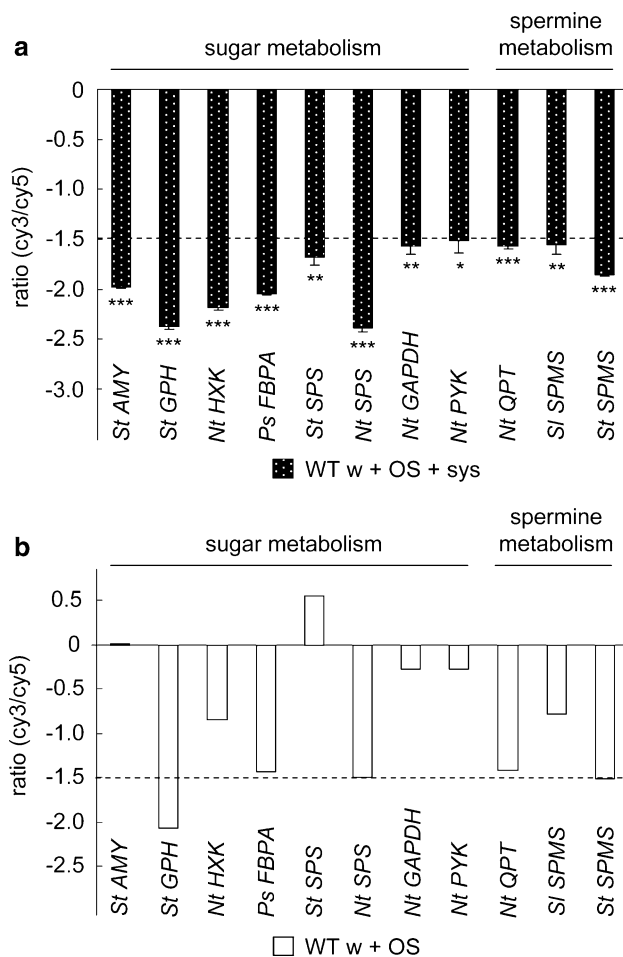 a
sugar metabolism
spermine
metabolism
ratio (cy3/cy5)
0
-0.5
-1.0
-1.5
-2.0
-2.5
-3.0
***
***
***
***
**
***
**
*
***
**
***
St AMY
St GPH
Nt HXK
Ps FBPA
St SPS
Nt SPS
Nt GAPDH
Nt PYK
Nt QPT
Sl SPMS
St SPMS
WT w + OS + sys
b
sugar metabolism
spermine
metabolism
ratio (cy3/cy5)
0.5
0
-0.5
-1.0
-1.5
-2.0
-2.5
St AMY
St GPH
Nt HXK
Ps FBPA
St SPS
Nt SPS
Nt GAPDH
Nt PYK
Nt QPT
Sl SPMS
St SPMS
WT w + OS